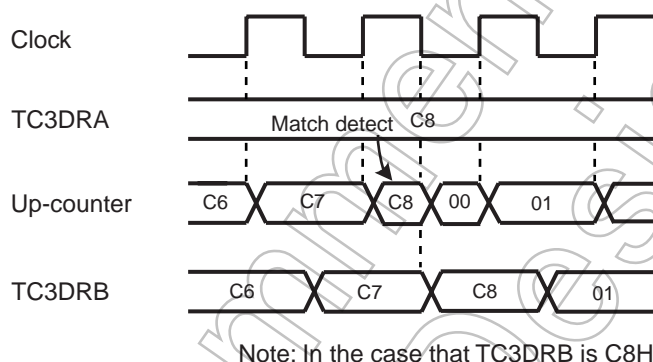 Clock
TC3DRA C8
Match detect
Up-counter C6 C7 C8 00 01
TC3DRB C6 C7 C8 01
Note: In the case that TC3DRB is C8H